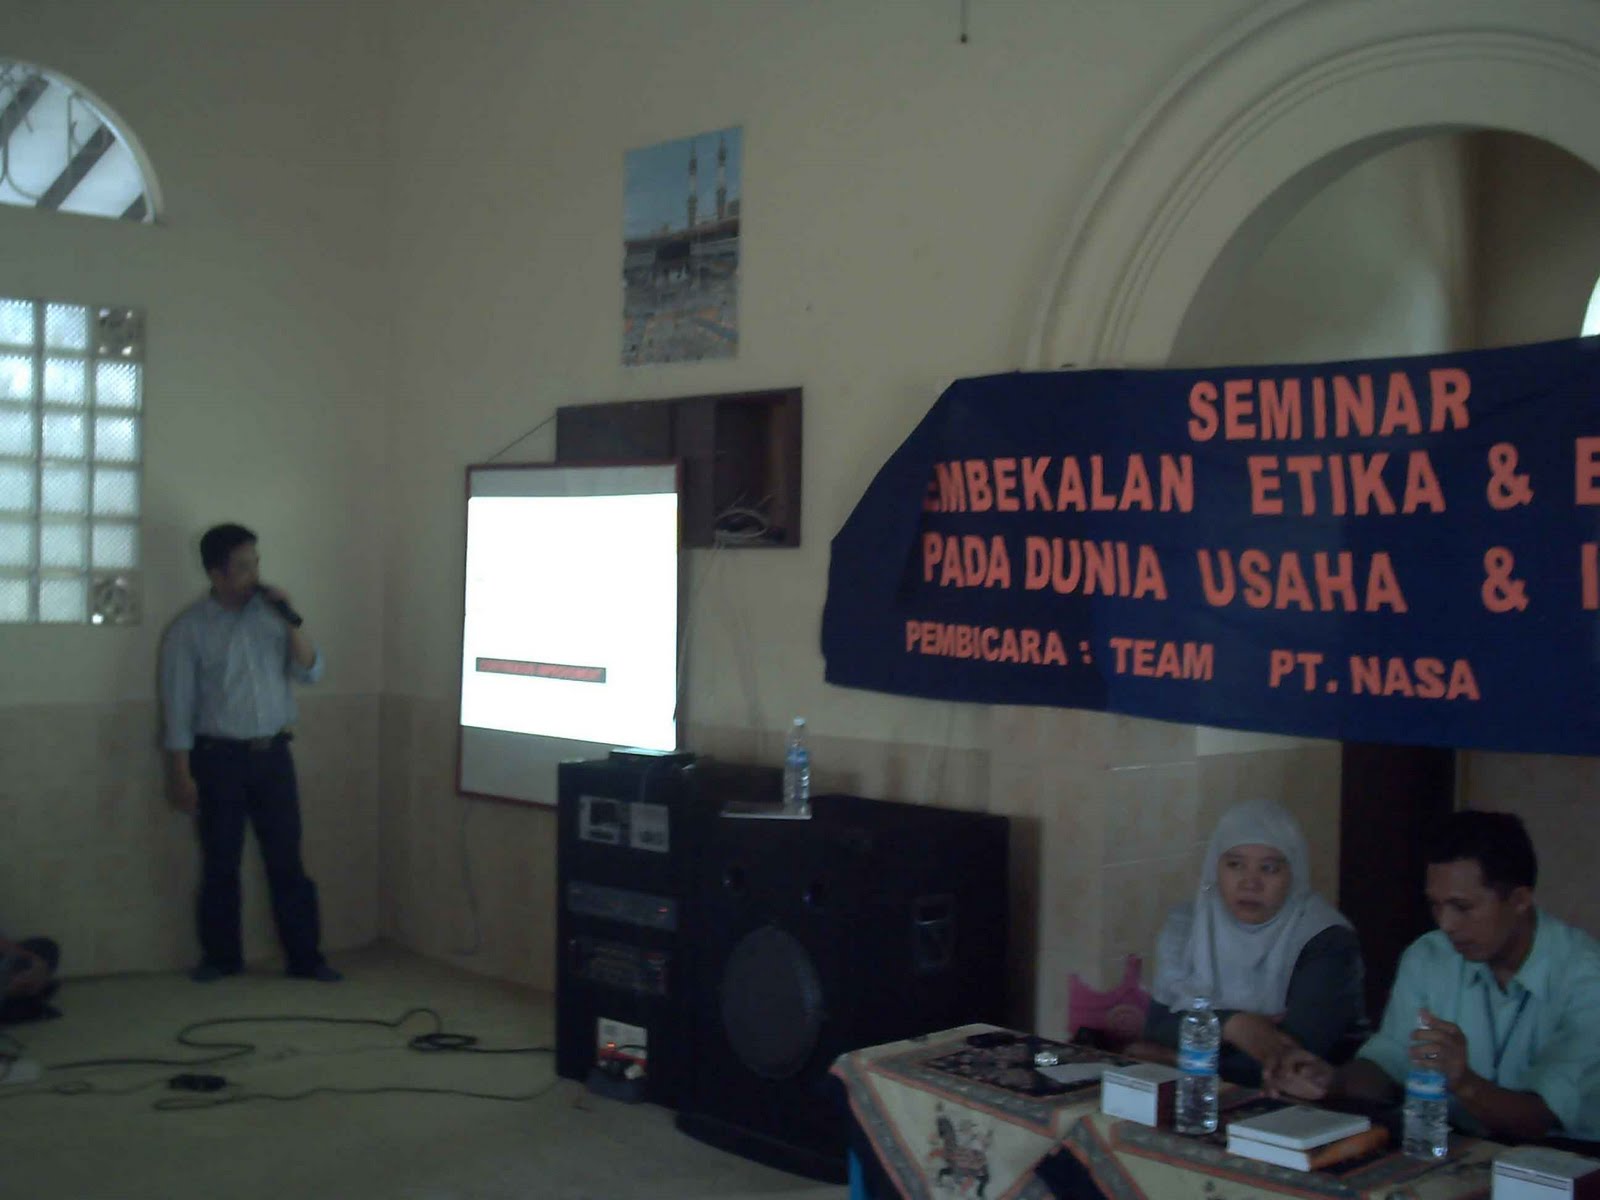 SEMINAR
EMBEKALAN ETIKA & E
PADA DUNIA USAHA & I
PEMBICARA : TEAM PT. NASA